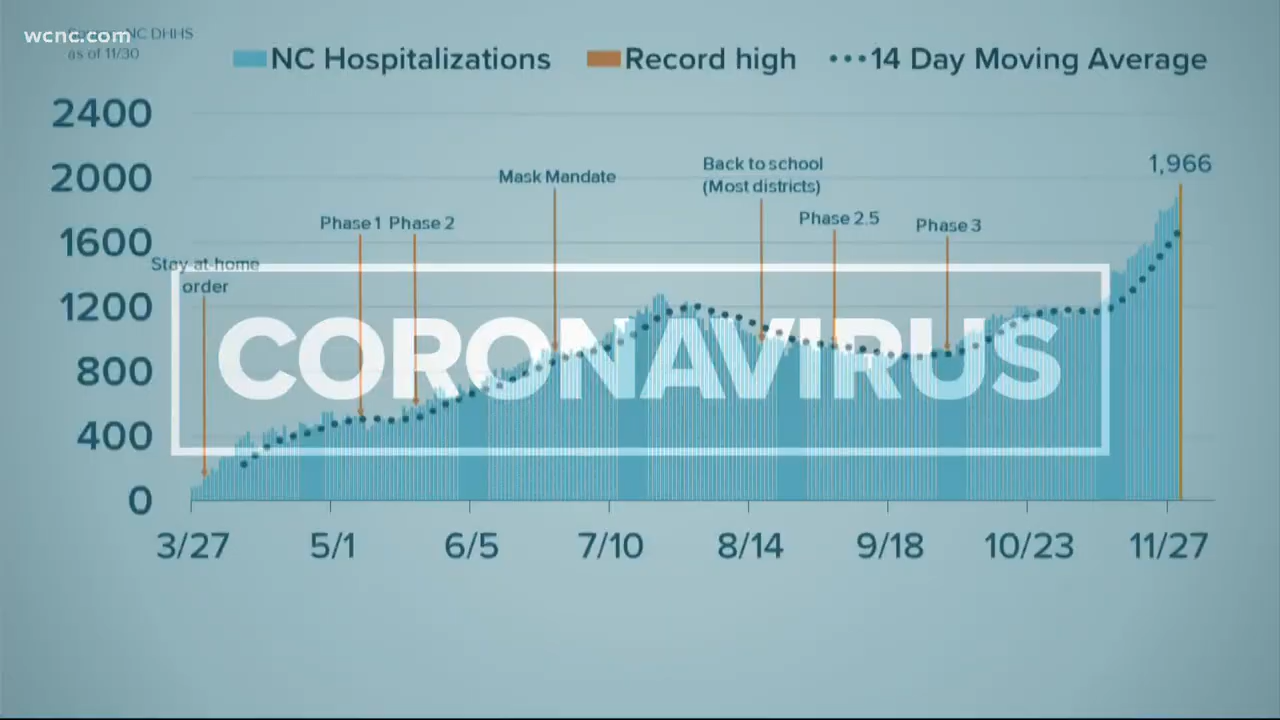 wcnc.com
NC DHHS
as of 11/30
NC Hospitalizations
Record high
14 Day Moving Average
2400
2000
1600
1200
800
400
0
1,966
Stay-at-home
order
Phase 1
Phase 2
Mask Mandate
Back to school
(Most districts)
Phase 2.5
Phase 3
CORONAVIRUS
3/27
5/1
6/5
7/10
8/14
9/18
10/23
11/27